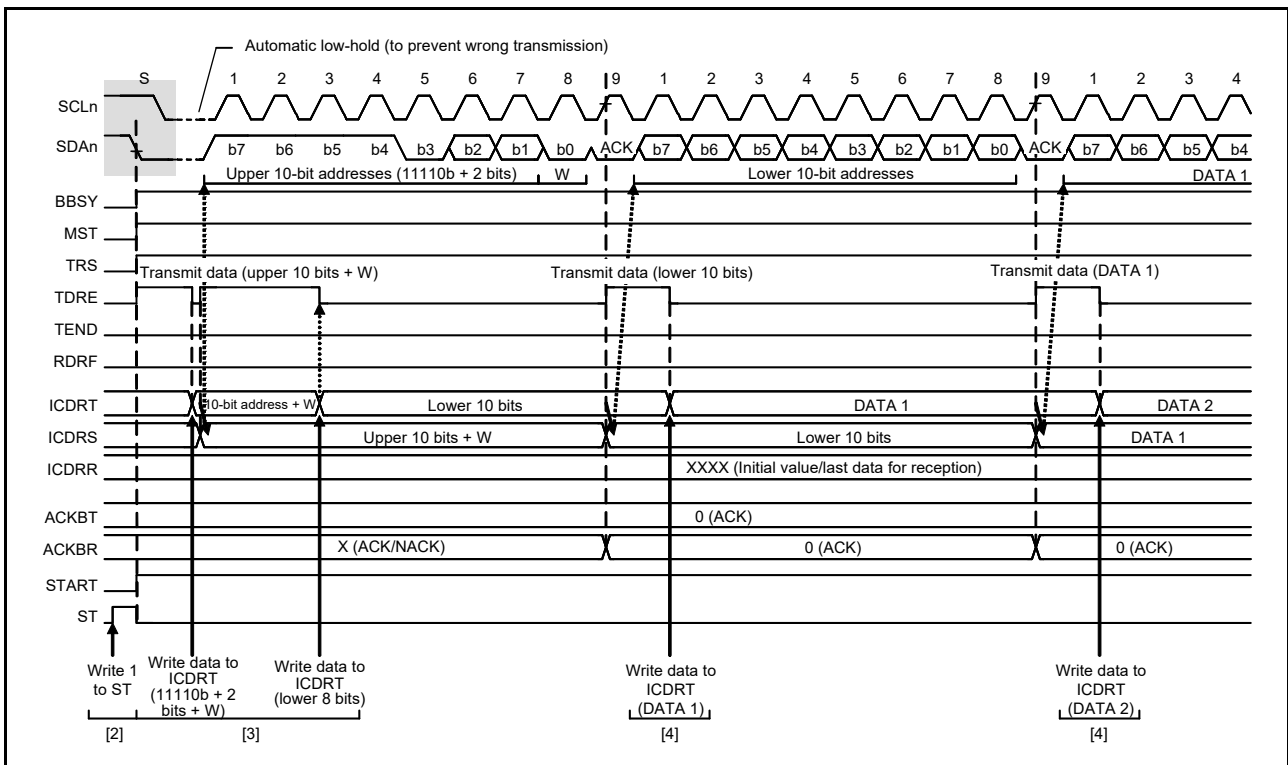 Automatic low-hold (to prevent wrong transmission)
S 1 2 3 4 5 6 7 8 9 1 2 3 4 5 6 7 8 9 1 2 3 4
SCLn
SDAn b7 b6 b5 b4 b3 b2 b1 b0 ACK b7 b6 b5 b4 b3 b2 b1 b0 ACK b7 b6 b5 b4
Upper 10-bit addresses (11110b + 2 bits) W Lower 10-bit addresses DATA 1
BBSY
MST
TRS
Transmit data (upper 10 bits + W) Transmit data (lower 10 bits) Transmit data (DATA 1)
TDRE
TEND
RDRF
ICDRT 10-bit address + W Lower 10 bits DATA 1 DATA 2
ICDRS Upper 10 bits + W Lower 10 bits DATA 1
ICDRR XXXX (Initial value/last data for reception)
ACKBT 0 (ACK)
ACKBR X (ACK/NACK) 0 (ACK) 0 (ACK)
START
ST
Write 1
to ST
Write data to
ICDRT
(11110b + 2
bits + W)
Write data to
ICDRT
(lower 8 bits)
Write data to
ICDRT
(DATA 1)
Write data to
ICDRT
(DATA 2)
[2] [3] [4] [4]